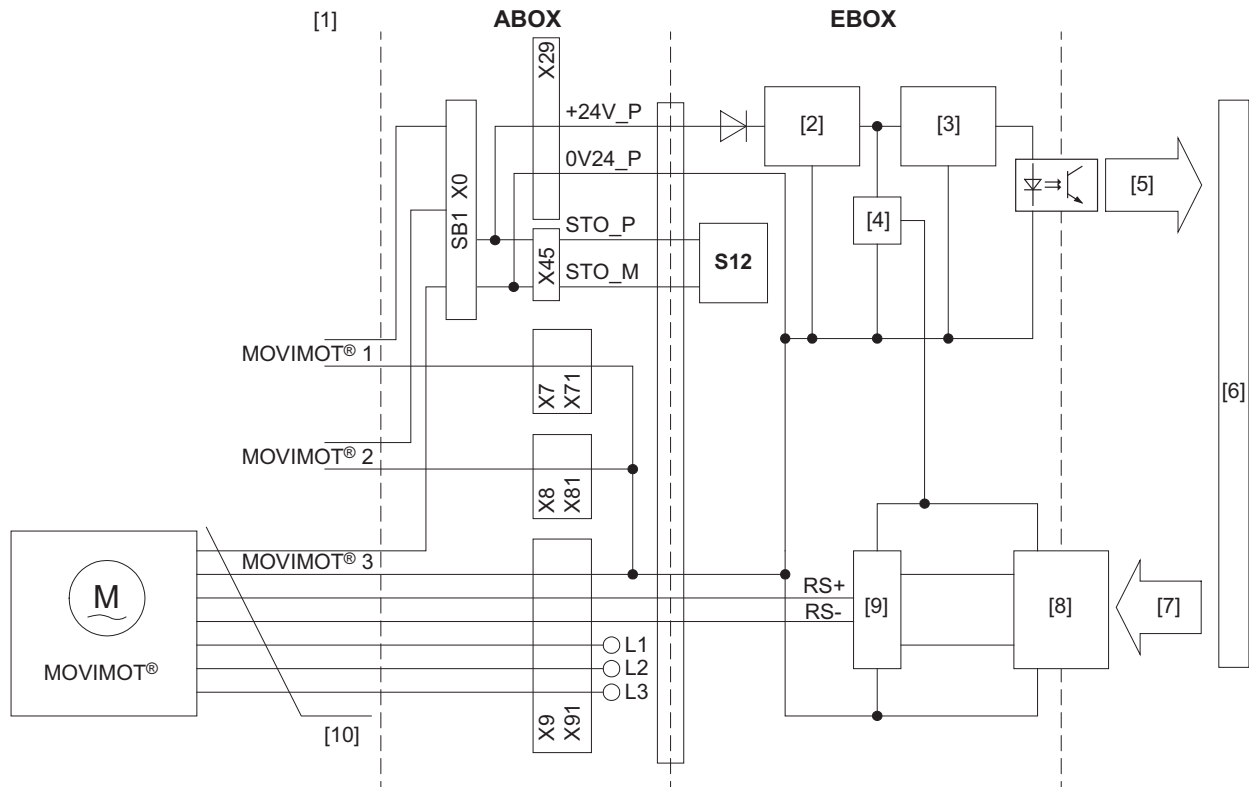 [1]
ABOX
EBOX
X29
+24V_P
[2]
[3]
0V24_P
[5]
SB1 X0
[4]
STO_P
X45
STO_M
S12
MOVIMOT® 1
X7
X71
[6]
MOVIMOT® 2
X8
X81
MOVIMOT® 3
M
RS+
[9]
[8]
[7]
RS-
L1
MOVIMOT®
L2
L3
X9
X91
[10]